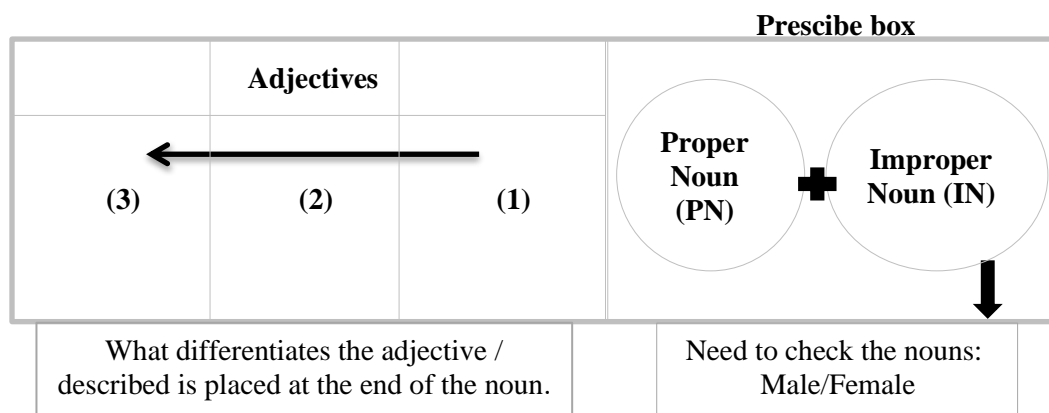 Prescibe box
Adjectives
(3)
(2)
(1)
Proper
Noun
(PN)
Improper
Noun (IN)
What differentiates the adjective /
described is placed at the end of the noun.
Need to check the nouns:
Male/Female